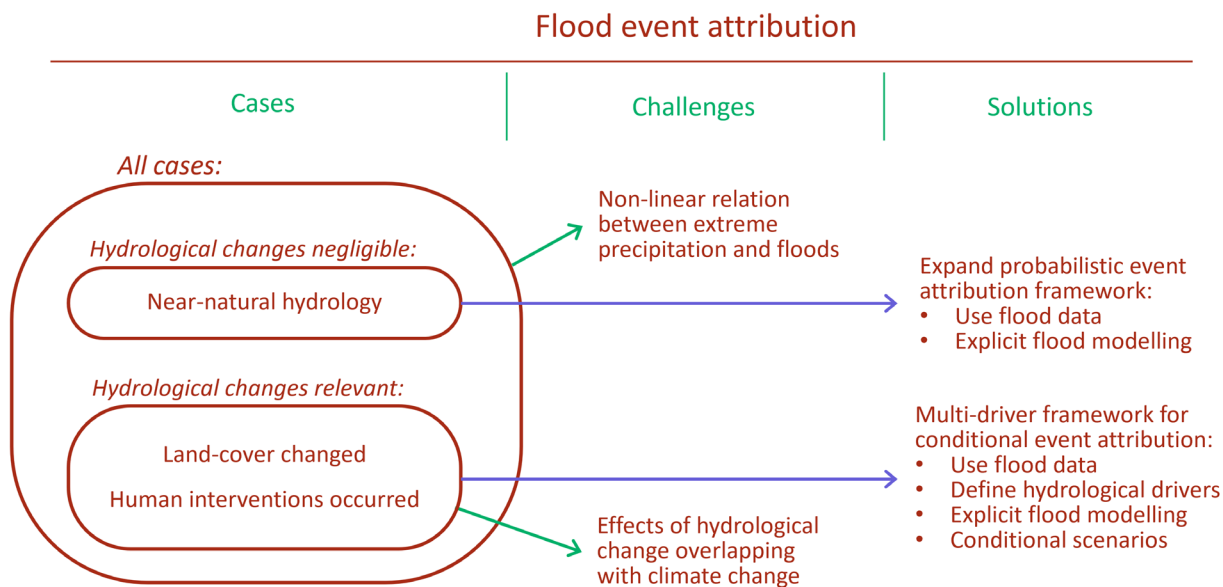 Flood event attribution
Cases
Challenges
Solutions
All cases:
Hydrological changes negligible:
Near-natural hydrology
Hydrological changes relevant:
Land-cover changed
Human interventions occurred
Non-linear relation
between extreme
precipitation and floods
Effects of hydrological
change overlapping
with climate change
Expand probabilistic event
attribution framework:
• Use flood data
• Explicit flood modelling
Multi-driver framework for
conditional event attribution:
• Use flood data
• Define hydrological drivers
• Explicit flood modelling
• Conditional scenarios